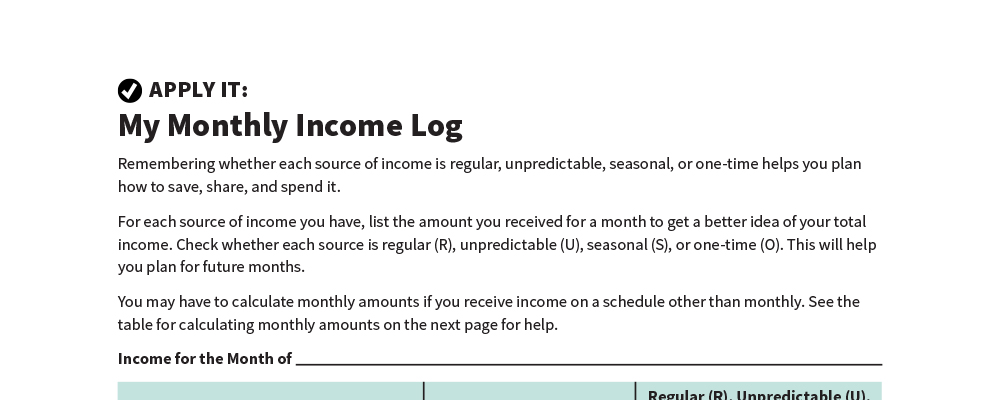 APPLY IT:
My Monthly Income Log
Remembering whether each source of income is regular, unpredictable, seasonal, or one-time helps you plan
how to save, share, and spend it.
For each source of income you have, list the amount you received for a month to get a better idea of your total
income. Check whether each source is regular (R), unpredictable (U), seasonal (S), or one-time (O). This will help
you plan for future months.
You may have to calculate monthly amounts if you receive income on a schedule other than monthly. See the
table for calculating monthly amounts on the next page for help.
Income for the Month of
Regular (R), Unpredictable (U),